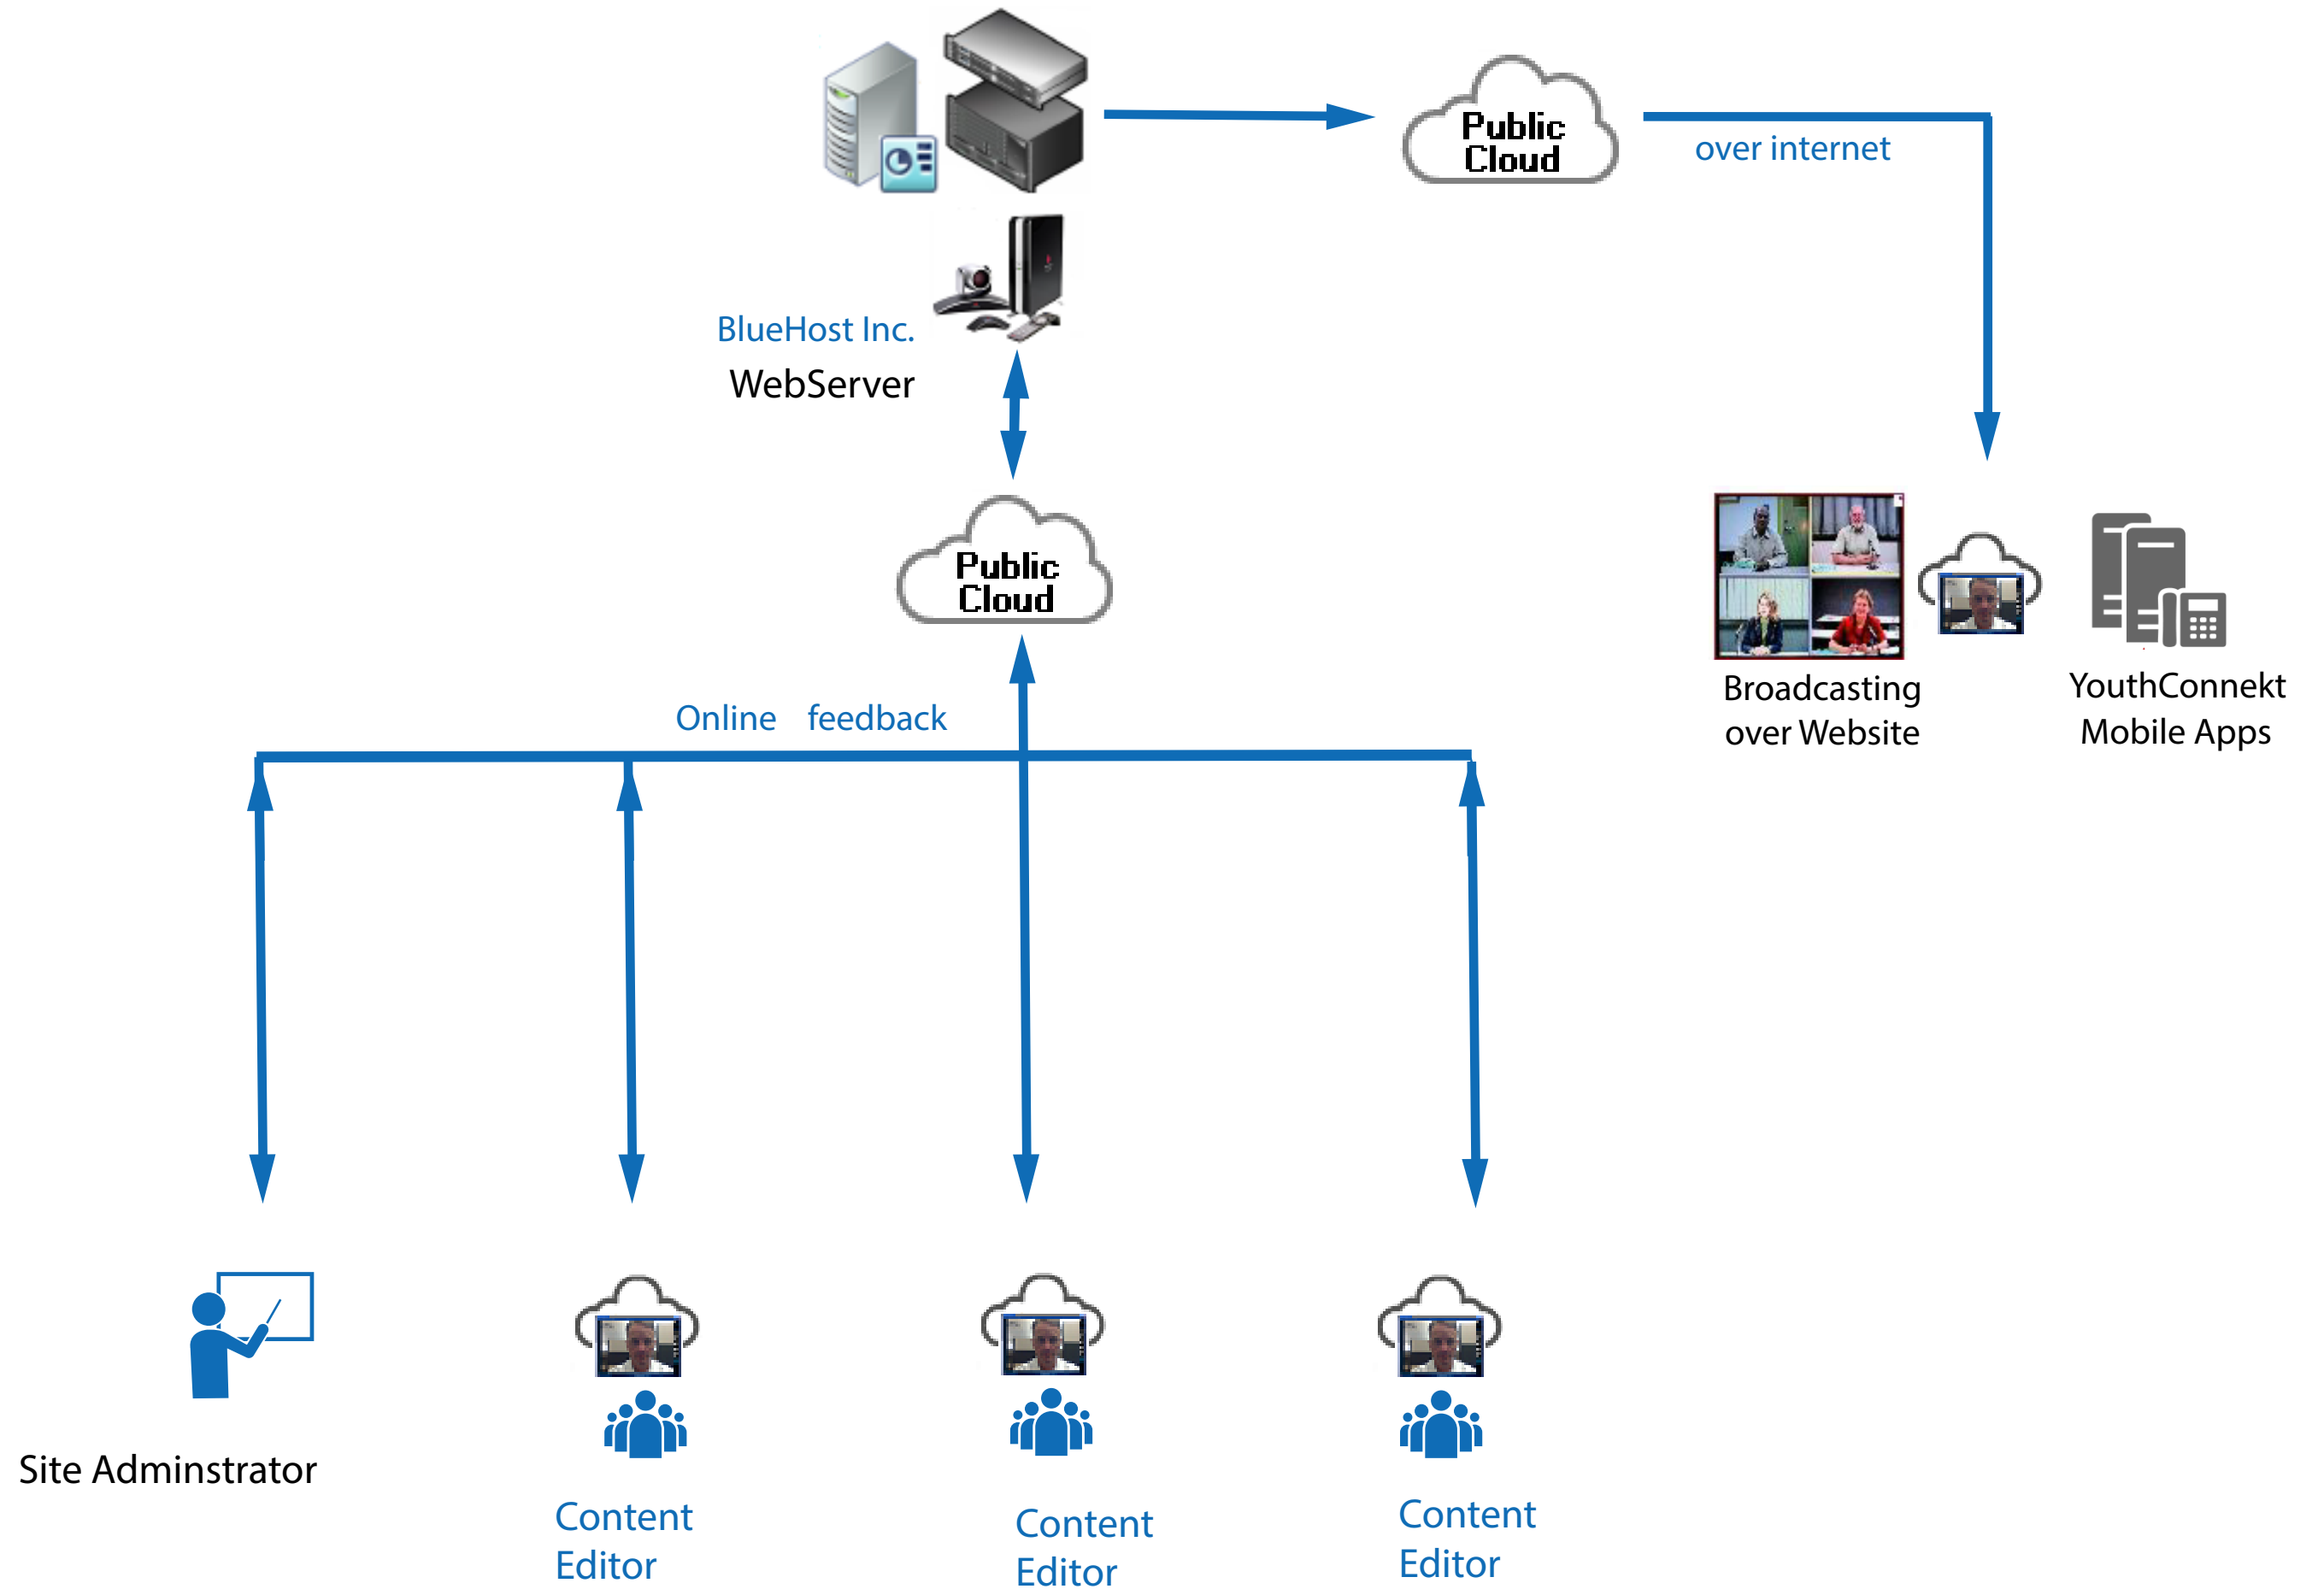 Public
Cloud
over internet
BlueHost Inc.
WebServer
Public
Cloud
Broadcasting
over Website
YouthConnekt
Mobile Apps
Online feedback
Site Adminstrator
Content
Editor
Content
Editor
Content
Editor